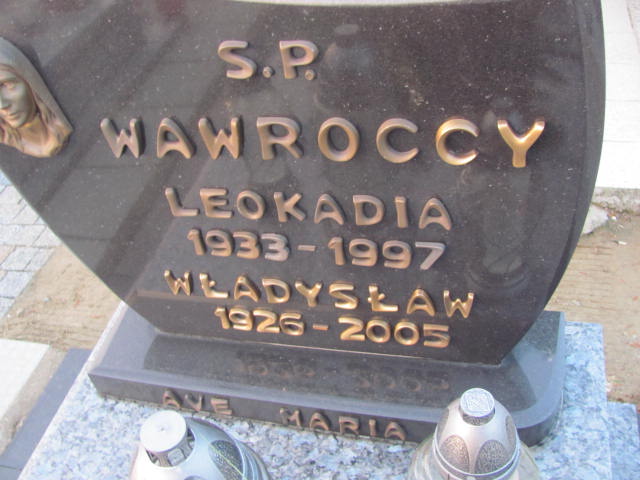 S.P.
WAWROCCY
LEOKADIA
1933-1997
WŁADYSŁAW
1926-2005
AVE MARIA